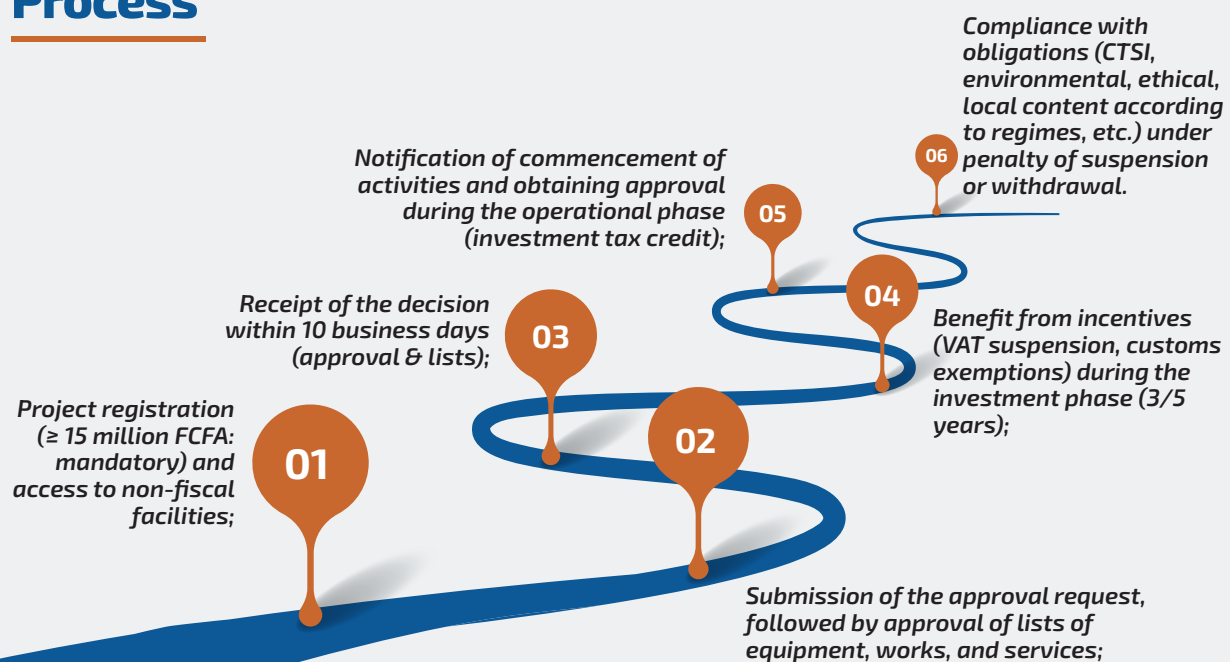 Process
01
Project registration
(≥ 15 million FCFA:
mandatory) and
access to non-fiscal
facilities;
02
Submission of the approval request,
followed by approval of lists of
equipment, works, and services;
03
Receipt of the decision
within 10 business days
(approval & lists);
04
Benefit from incentives
(VAT suspension, customs
exemptions) during the
investment phase (3/5
years);
05
Notification of commencement of
activities and obtaining approval
during the operational phase
(investment tax credit);
06
Compliance with
obligations (CTSI,
environmental, ethical,
local content according
to regimes, etc.) under
penalty of suspension
or withdrawal.